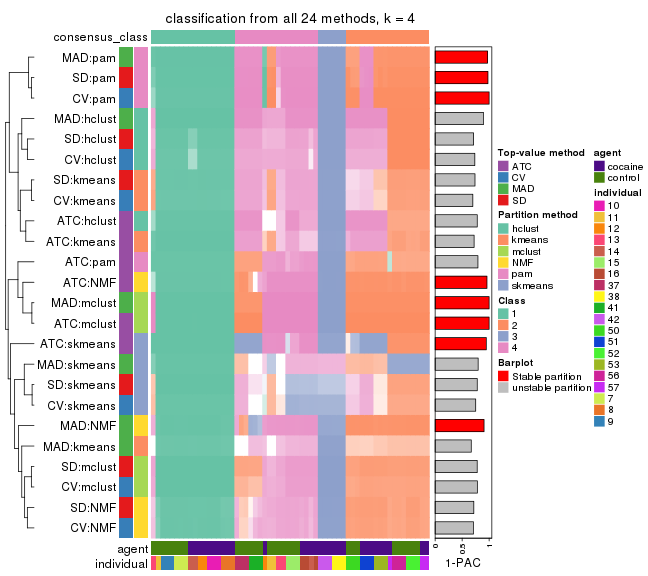 classification from all 24 methods, k = 4
consensus_class
MAD:pam
SD:pam
CV:pam
MAD:hclust
SD:hclust
CV:hclust
SD:kmeans
CV:kmeans
ATC:hclust
ATC:kmeans
ATC:pam
ATC:NMF
MAD:mclust
ATC:mclust
ATC:skmeans
MAD:skmeans
SD:skmeans
CV:skmeans
MAD:NMF
MAD:kmeans
SD:mclust
CV:mclust
SD:NMF
CV:NMF
agent
individual
0
0.5
1
1-PAC
Top-value method
ATC
CV
MAD
SD
Partition method
hclust
kmeans
mclust
NMF
pam
skmeans
Class
1
2
3
4
Barplot
Stable partition
unstable partition
agent
cocaine
control
individual
10
11
12
13
14
15
16
37
38
41
42
50
51
52
53
56
57
7
8
9